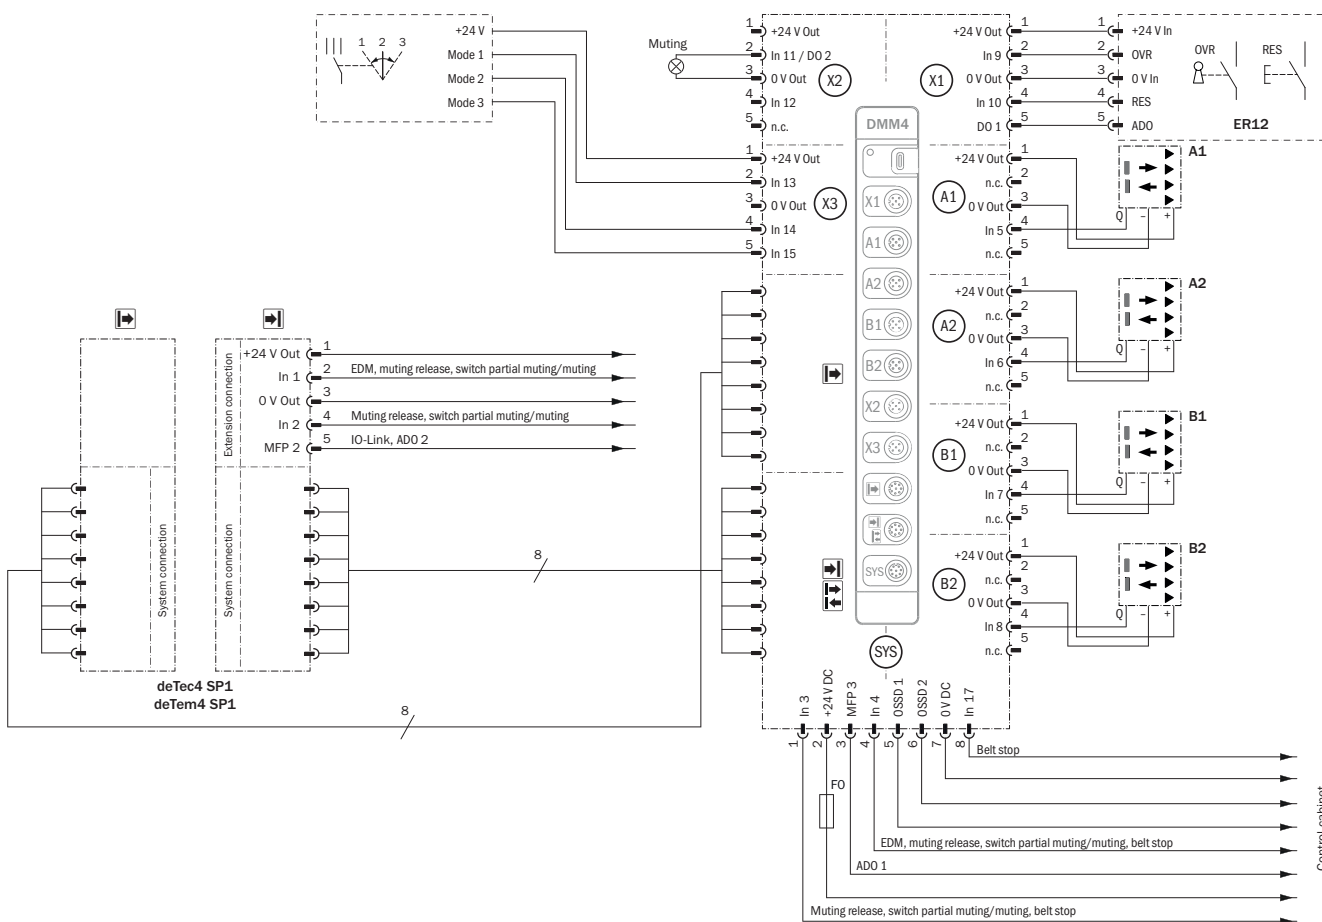 +24 V
Mode 1
Mode 2
Mode 3
1 2 3
Muting
1 +24 V Out
2 In 11 / DO 2
3 0 V Out
4 In 12
5 n.c.
X2
1 +24 V Out
2 In 13
3 0 V Out
4 In 14
5 In 15
X3
DMM4
X1
A1
A2
B1
B2
X2
X3
SYS
SYS
X1
+24 V Out 1
In 9 2
0 V Out 3
In 10 4
DO 1 5
1 +24 V In
2 OVR
3 0 V In
4 RES
5 ADO
OVR
RES
ER12
A1
+24 V Out 1
n.c. 2
0 V Out 3
In 5 4
n.c. 5
A1
Q – +
A2
+24 V Out 1
n.c. 2
0 V Out 3
In 6 4
n.c. 5
A2
Q – +
B1
+24 V Out 1
n.c. 2
0 V Out 3
In 7 4
n.c. 5
B1
Q – +
B2
+24 V Out 1
n.c. 2
0 V Out 3
In 8 4
n.c. 5
B2
Q – +
Extension connection
+24 V Out 1
In 1 2 EDM, muting release, switch partial muting/muting
0 V Out 3
In 2 4 Muting release, switch partial muting/muting
MFP 2 5 IO-Link, ADO 2
System connection
System connection
deTec4 SP1
deTem4 SP1
8
8
In 3
+24 V DC
MFP 3
In 4
OSSD 1
OSSD 2
0 V DC
In 17
1 2 3 4 5 6 7 8
F0
Belt stop
EDM, muting release, switch partial muting/muting, belt stop
ADO 1
Muting release, switch partial muting/muting, belt stop
Control cabinet